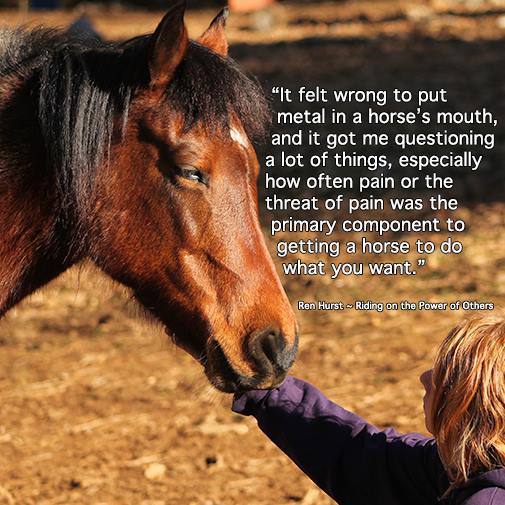 “It felt wrong to put
metal in a horse’s mouth,
and it got me questioning
a lot of things, especially
how often pain or the
threat of pain was the
primary component to
getting a horse to do
what you want.”
Ren Hurst ~ Riding on the Power of Others